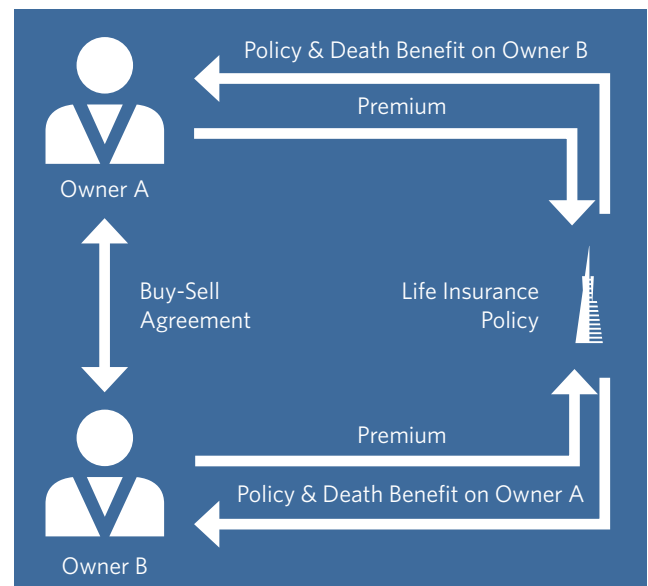 Policy & Death Benefit on Owner B
Premium
Owner A
Buy-Sell
Agreement
Life Insurance
Policy
Premium
Policy & Death Benefit on Owner A
Owner B